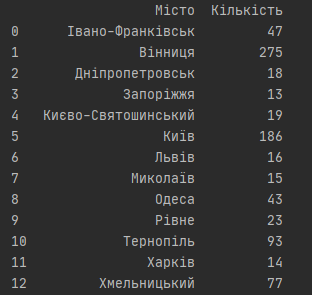 Місто Кількість
0 Івано-Франківськ 47
1 Вінниця 275
2 Дніпропетровськ 18
3 Запоріжжя 13
4 Києво-Святошинський 19
5 Київ 186
6 Львів 16
7 Миколаїв 15
8 Одеса 43
9 Рівне 23
10 Тернопіль 93
11 Харків 14
12 Хмельницький 77